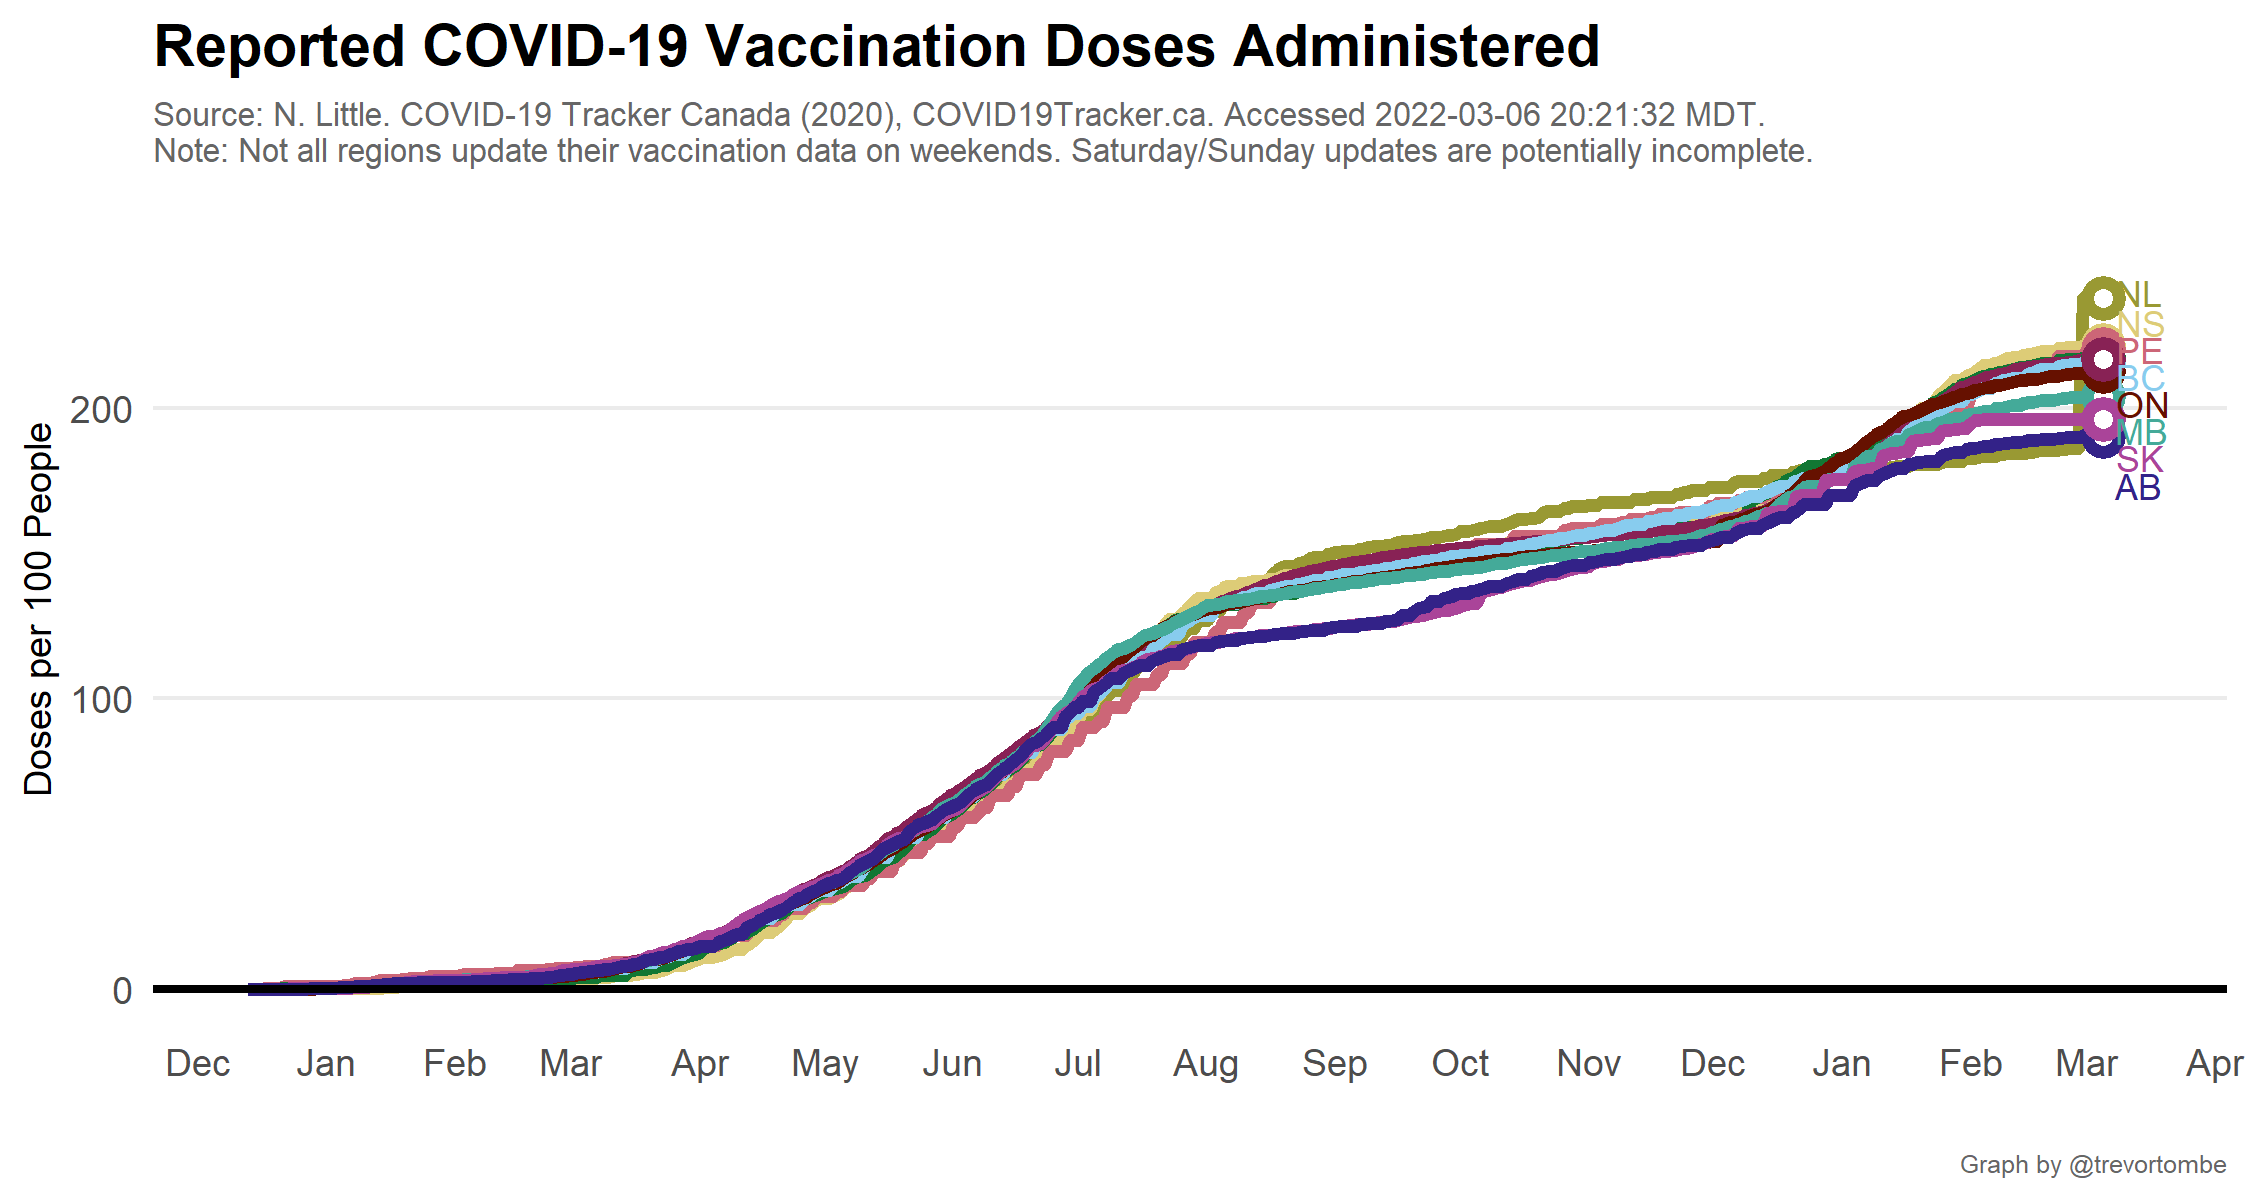 Reported COVID-19 Vaccination Doses Administered
Source: N. Little. COVID-19 Tracker Canada (2020), COVID19Tracker.ca. Accessed 2022-03-06 20:21:32 MDT.
Note: Not all regions update their vaccination data on weekends. Saturday/Sunday updates are potentially incomplete.
Doses per 100 People
200
100
0
NL
NS
PE
BC
ON
MB
SK
AB
Dec Jan Feb Mar Apr May Jun Jul Aug Sep Oct Nov Dec Jan Feb Mar Apr
Graph by @trevortombe